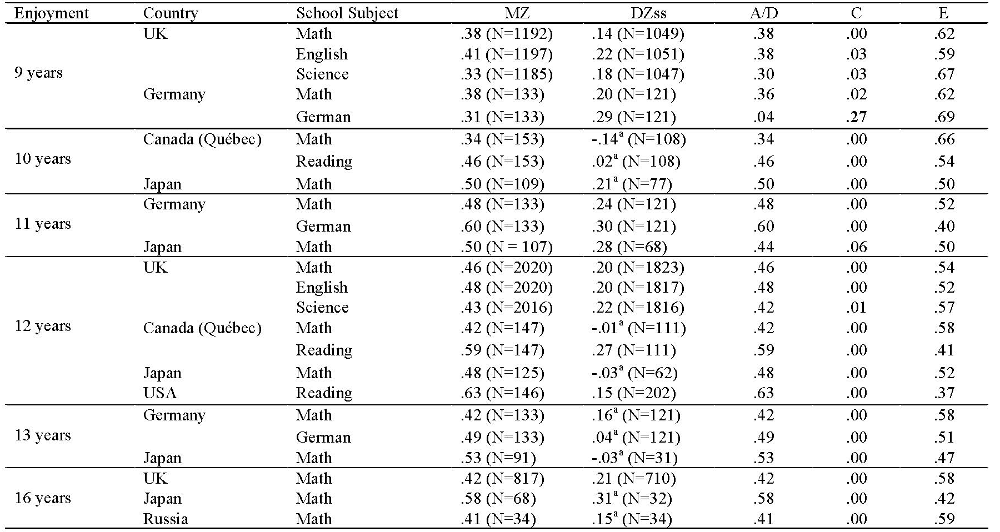 Enjoyment Country School Subject MZ DZss A/D C E
UK Math .38 (N=1192) .14 (N=1049) .38 .00 .62
English .41 (N=1197) .22 (N=1051) .38 .03 .59
9 years Science .33 (N=1185) .18 (N=1047) .30 .03 .67
Germany Math .38 (N=133) .20 (N=121) .36 .02 .62
German .31 (N=133) .29 (N=121) .04 .27 .69
Canada (Québec) Math .34 (N=153) -.14ª (N=108) .34 .00 .66
10 years Reading .46 (N=153) .02ª (N=108) .46 .00 .54
Japan Math .50 (N=109) .21ª (N=77) .50 .00 .50
Germany Math .48 (N=133) .24 (N=121) .48 .00 .52
11 years German .60 (N=133) .30 (N=121) .60 .00 .40
Japan Math .50 (N = 107) .28 (N=68) .44 .06 .50
UK Math .46 (N=2020) .20 (N=1823) .46 .00 .54
English .48 (N=2020) .20 (N=1817) .48 .00 .52
Science .43 (N=2016) .22 (N=1816) .42 .01 .57
12 years Canada (Québec) Math .42 (N=147) -.01ª (N=111) .42 .00 .58
Reading .59 (N=147) .27 (N=111) .59 .00 .41
Japan Math .48 (N=125) -.03ª (N=62) .48 .00 .52
USA Reading .63 (N=146) .15 (N=202) .63 .00 .37
Germany Math .42 (N=133) .16ª (N=121) .42 .00 .58
13 years German .49 (N=133) .04ª (N=121) .49 .00 .51
Japan Math .53 (N=91) -.03ª (N=31) .53 .00 .47
UK Math .42 (N=817) .21 (N=710) .42 .00 .58
16 years Japan Math .58 (N=68) .31ª (N=32) .58 .00 .42
Russia Math .41 (N=34) .15ª (N=34) .41 .00 .59